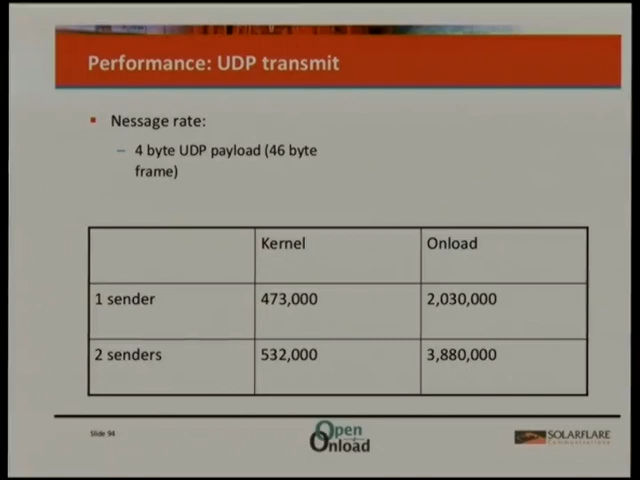 Performance: UDP transmit
Nessage rate:
– 4 byte UDP payload (46 byte
frame)
Kernel Onload
1 sender 473,000 2,030,000
2 senders 532,000 3,880,000
Slide 94
Open
Onload
SOLARFLARE
Communications